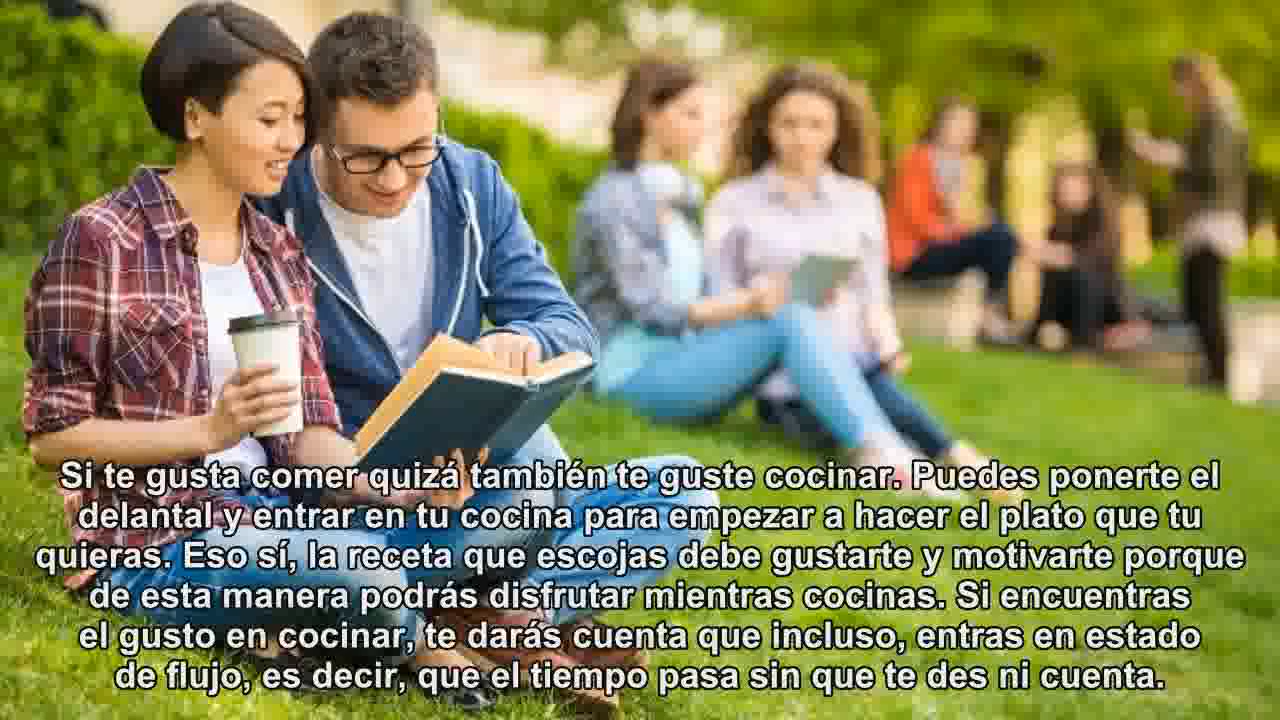 Si te gusta comer quizá también te guste cocinar. Puedes ponerte el
delantal y entrar en tu cocina para empezar a hacer el plato que tu
quieras. Eso sí, la receta que escojas debe gustarte y motivarte porque
de esta manera podrás disfrutar mientras cocinas. Si encuentras
el gusto en cocinar, te darás cuenta que incluso, entras en estado
de flujo, es decir, que el tiempo pasa sin que te des ni cuenta.